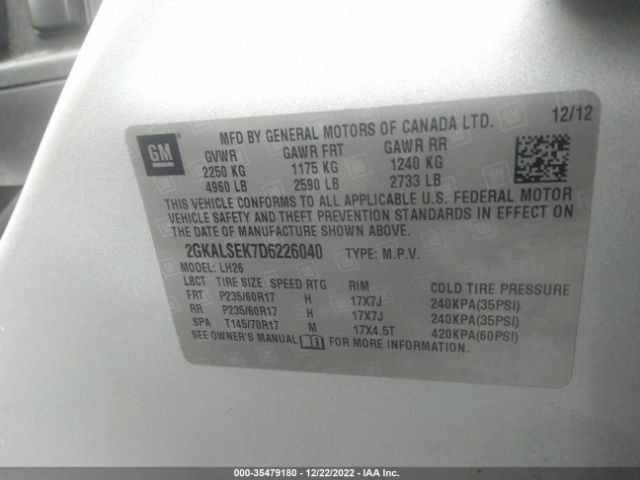 12/12
GM
MFD BY GENERAL MOTORS OF CANADA LTD.
GVWR GAWR FRT GAWR RR
2250 KG 1175 KG 1240 KG
4960 LB 2590 LB 2733 LB
THIS VEHICLE CONFORMS TO ALL APPLICABLE U.S. FEDERAL MOTOR
VEHICLE SAFETY AND THEFT PREVENTION STANDARDS IN EFFECT ON
THE DATE OF MANUFACTURE SHOWN ABOVE.
2GKALSEK7D6226040 TYPE: M.P.V.
MODEL: LH26
LBCT TIRE SIZE SPEED RTG RIM COLD TIRE PRESSURE
FRT P235/60R17 H 17X7J 240KPA(35PSI)
RR P235/60R17 H 17X7J 240KPA(35PSI)
SPA T145/70R17 M 17X4.5T 420KPA(60PSI)
SEE OWNER'S MANUAL i FOR MORE INFORMATION.
000-35479180 - 12/22/2022 - IAA Inc.